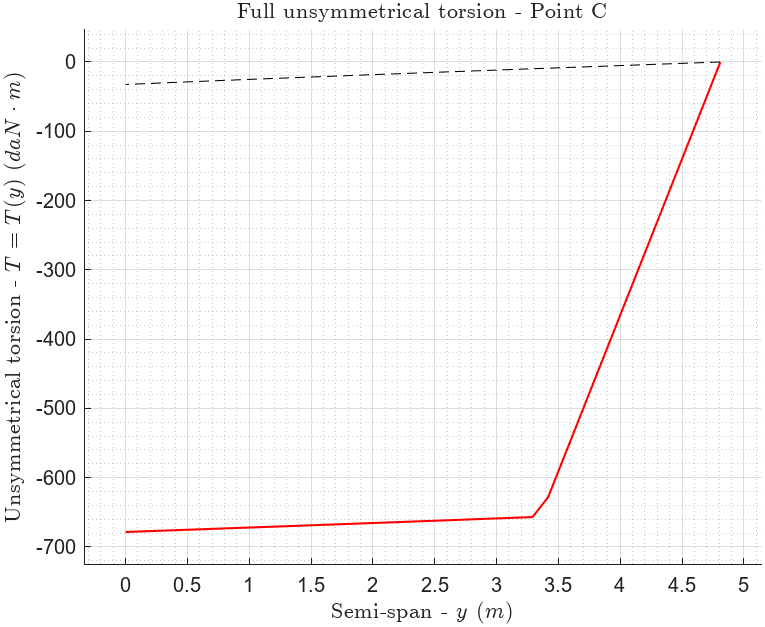 Full unsymmetrical torsion - Point C
Unsymmetrical torsion - T = T(y) (daN · m)
0
-100
-200
-300
-400
-500
-600
-700
0 0.5 1 1.5 2 2.5 3 3.5 4 4.5 5
Semi-span - y (m)